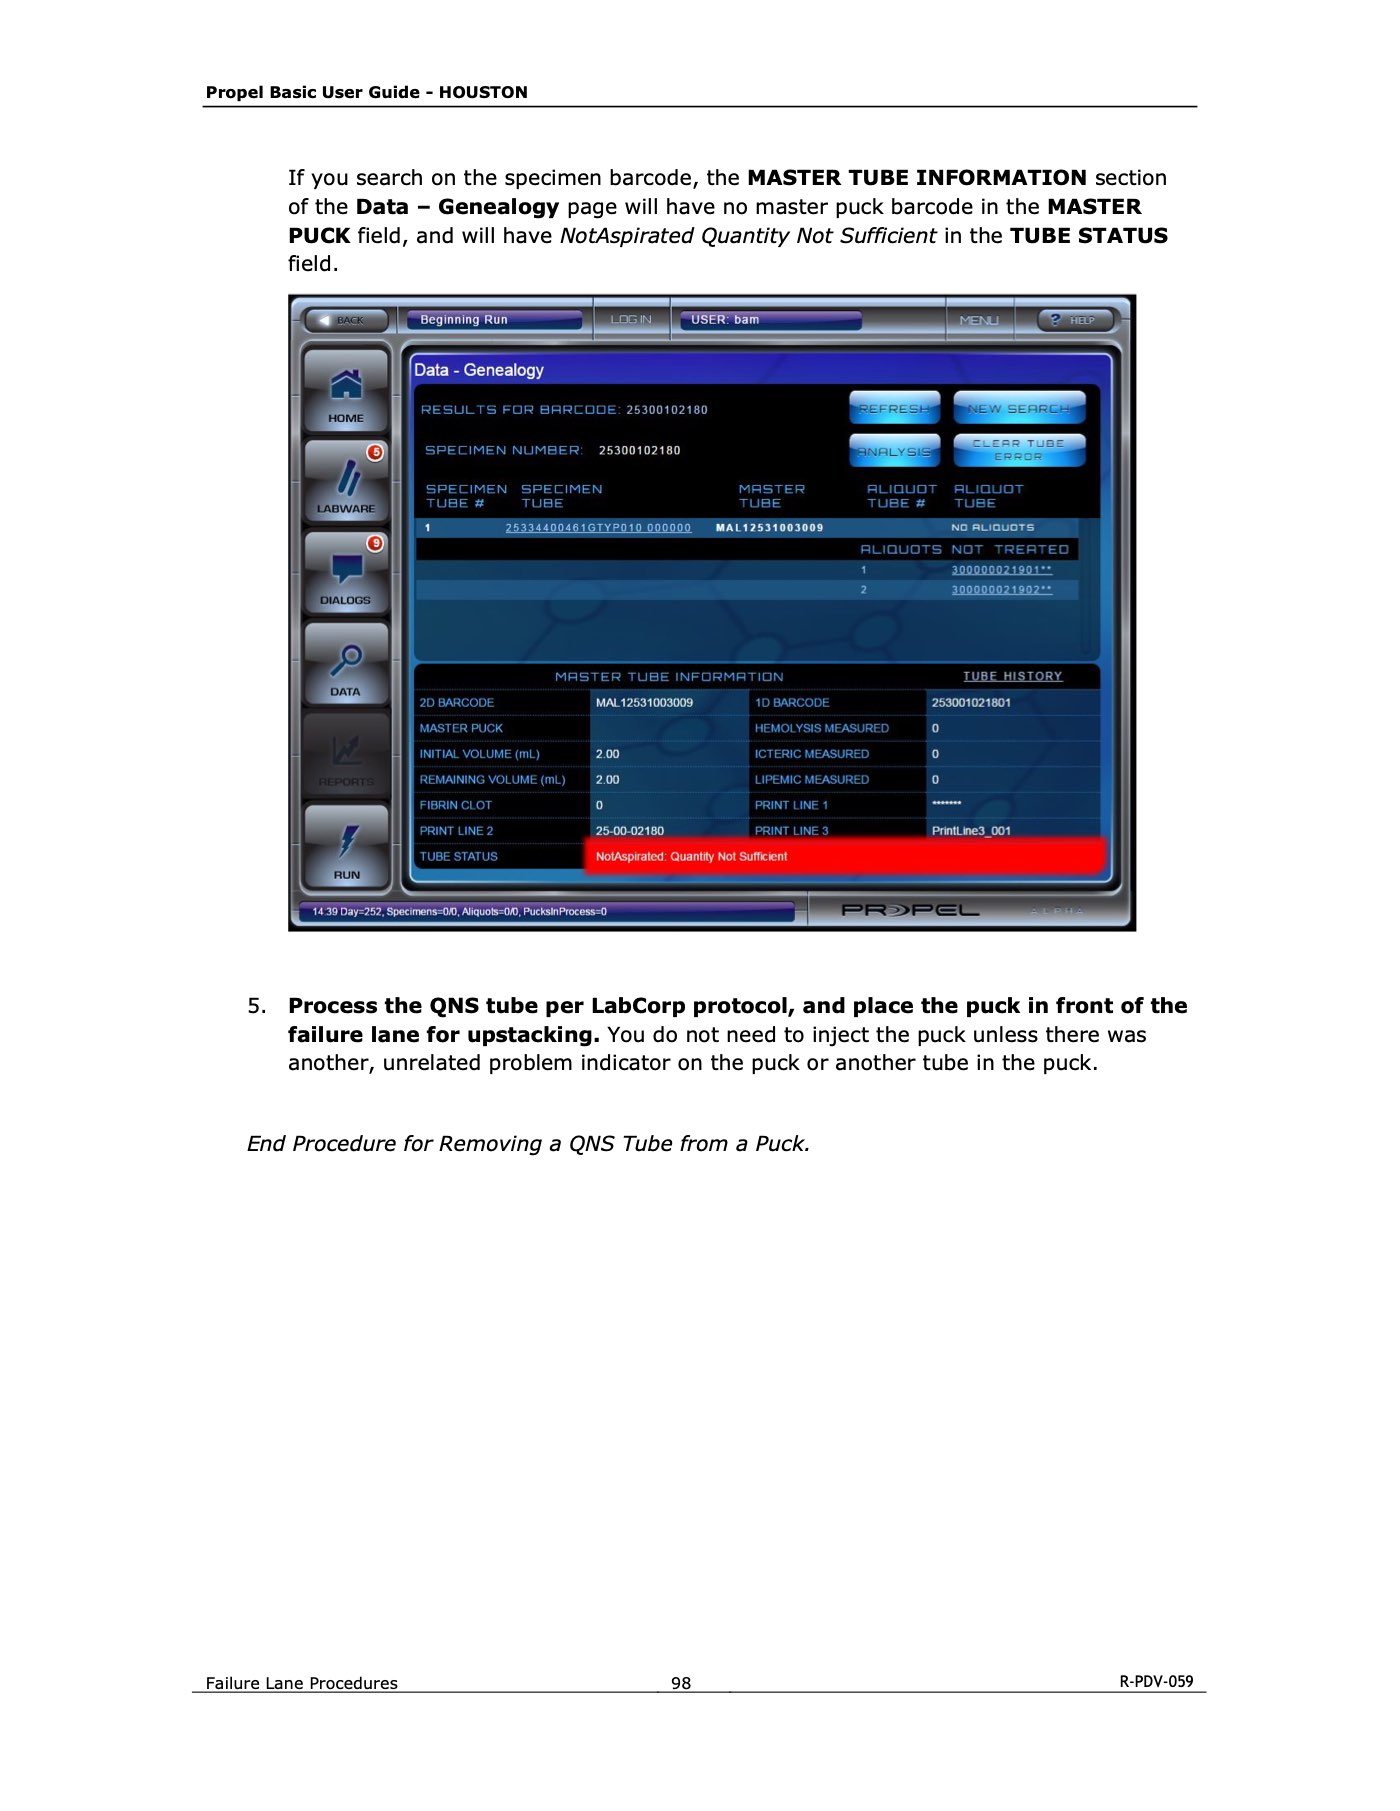 Propel Basic User Guide - HOUSTON
If you search on the specimen barcode, the MASTER TUBE INFORMATION section
of the Data – Genealogy page will have no master puck barcode in the MASTER
PUCK field, and will have NotAspirated Quantity Not Sufficient in the TUBE STATUS
field.
BACK Beginning Run LOG IN USER: bam MENU ? HELP
Data - Genealogy
HOME
RESULTS FOR BARCODE: 25300102180 REFRESH NEW SEARCH
SPECIMEN NUMBER: 25300102180 ANALYSIS CLEAR TUBE
ERROR
5
LABWARE
SPECIMEN SPECIMEN MASTER ALIQUOT ALIQUOT
TUBE # TUBE TUBE TUBE # TUBE
1 25334400461GTYP010 000000 MAL12531003009 NO ALIQUOTS
9
DIALOGS
ALIQUOTS NOT TREATED
1 300000021901**
2 300000021902**
DATA
MASTER TUBE INFORMATION TUBE HISTORY
2D BARCODE MAL12531003009 1D BARCODE 253001021801
MASTER PUCK HEMOLYSIS MEASURED 0
INITIAL VOLUME (mL) 2.00 ICTERIC MEASURED 0
REPORTS
REMAINING VOLUME (mL) 2.00 LIPEMIC MEASURED 0
FIBRIN CLOT 0 PRINT LINE 1 *******
PRINT LINE 2 25-00-02180 PRINT LINE 3 PrintLine3_001
TUBE STATUS NotAspirated: Quantity Not Sufficient
RUN
14:39 Day=252, Specimens=0/0, Aliquots=0/0, PucksInProcess=0 PROPEL ALPHA
5. Process the QNS tube per LabCorp protocol, and place the puck in front of the
failure lane for upstacking. You do not need to inject the puck unless there was
another, unrelated problem indicator on the puck or another tube in the puck.
End Procedure for Removing a QNS Tube from a Puck.
Failure Lane Procedures 98 R-PDV-059